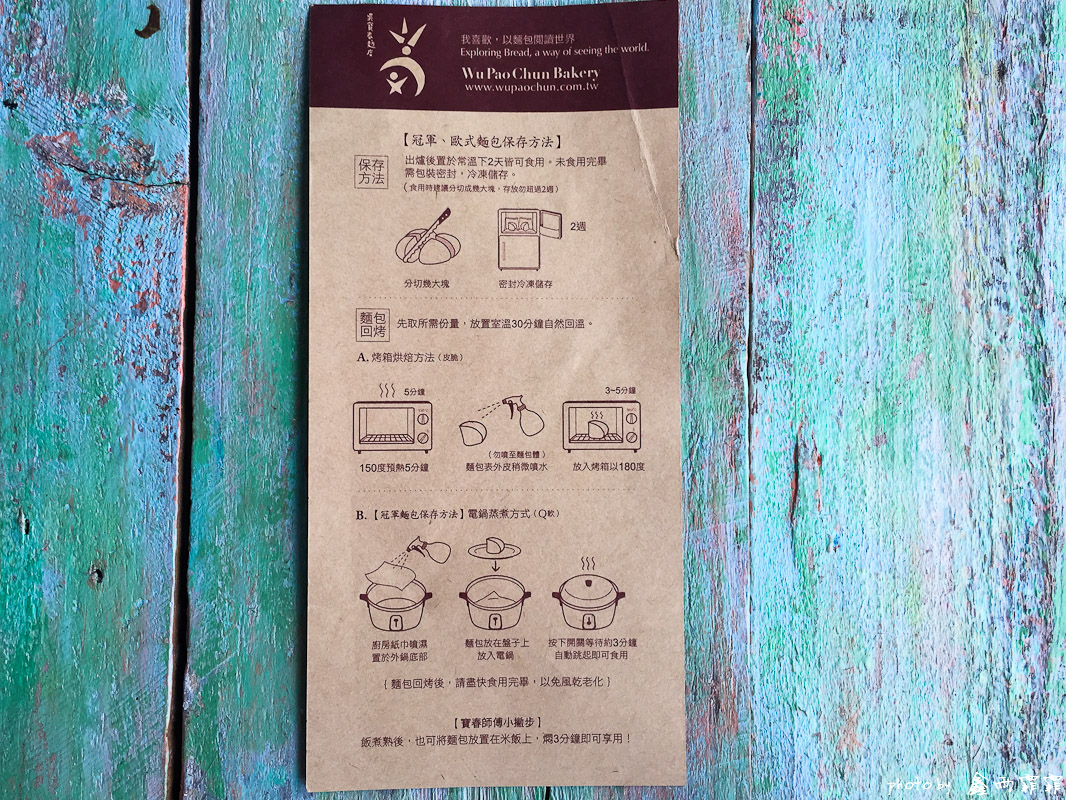 吳寶春麵店
我喜歡，以麵包閱讀世界
Exploring Bread, a way of seeing the world.
Wu Pao Chun Bakery
www.wupaochun.com.tw
【冠軍、歐式麵包保存方法】
保存
方法
出爐後置於常溫下2天皆可食用。未食用完畢
需包裝密封，冷凍儲存。
（食用時建議分切成幾大塊，存放勿超過2週）
2週
分切幾大塊
密封冷凍儲存
麵包
回烤
先取所需份量，放置室溫30分鐘自然回溫。
A. 烤箱烘焙方法（皮脆）
5分鐘
3~5分鐘
150度預熱5分鐘
（勿噴至麵包體）
麵包表外皮稍微噴水
放入烤箱以180度
B.【冠軍麵包保存方法】電鍋蒸煮方式（Q軟）
廚房紙巾噴濕
置於外鍋底部
麵包放在盤子上
放入電鍋
按下開關等待約3分鐘
自動跳起即可食用
{ 麵包回烤後，請盡快食用完畢，以免風乾老化 }
【寶春師傅小撇步】
飯煮熟後，也可將麵包放置在米飯上，燜3分鐘即可享用！
photo by